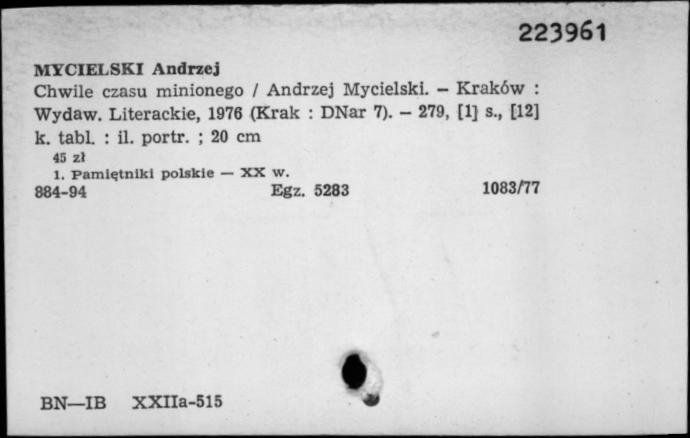 223961
MYCIELSKI Andrzej
Chwile czasu minionego / Andrzej Mycielski. – Kraków :
Wydaw. Literackie, 1976 (Krak : DNar 7). – 279, [1] s., [12]
k. tabl. : il. portr. ; 20 cm
45 zł
1. Pamiętniki polskie — XX w.
884-94 Egz. 5283 1083/77
BN—IB XXIIa-515